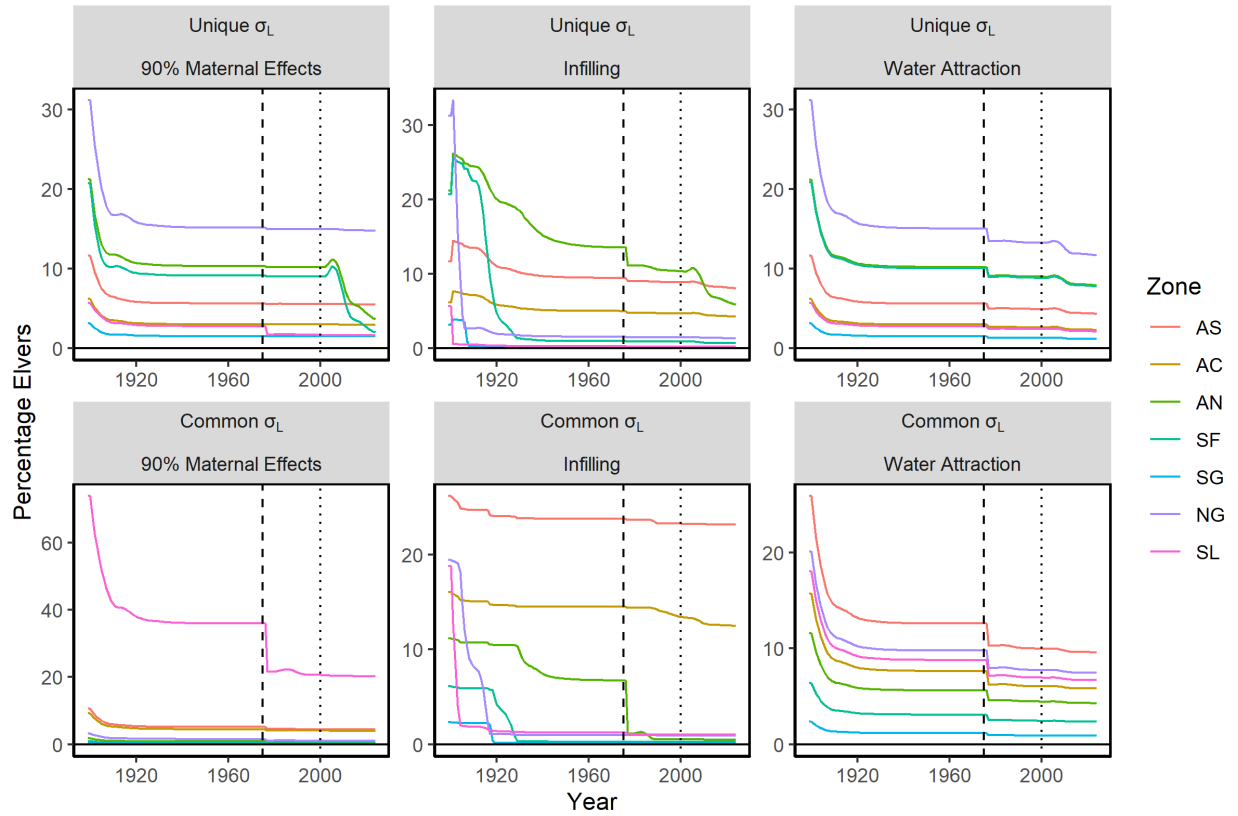 Unique σL
90% Maternal Effects
Unique σL
Infilling
Unique σL
Water Attraction
30
20
10
0
1920
1960
2000
30
20
10
0
1920
1960
2000
30
20
10
0
1920
1960
2000
Common σL
90% Maternal Effects
Common σL
Infilling
Common σL
Water Attraction
60
40
20
0
1920
1960
2000
20
10
0
1920
1960
2000
20
10
0
1920
1960
2000
Percentage Elvers
Year
Zone
AS
AC
AN
SF
SG
NG
SL